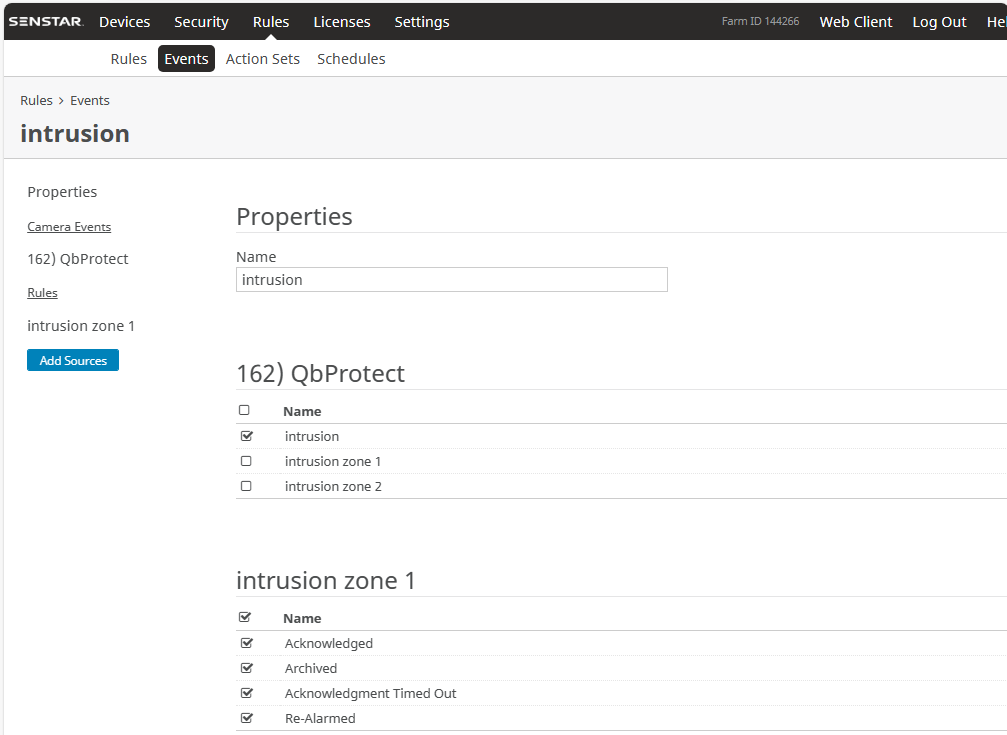 SENSTAR Devices Security Rules Licenses Settings Farm ID 144266 Web Client Log Out Hel
Rules Events Action Sets Schedules
Rules > Events
intrusion
Properties
Camera Events
162) QbProtect
Rules
intrusion zone 1
Add Sources
Properties
Name
intrusion
162) QbProtect
Name
intrusion
intrusion zone 1
intrusion zone 2
intrusion zone 1
Name
Acknowledged
Archived
Acknowledgment Timed Out
Re-Alarmed